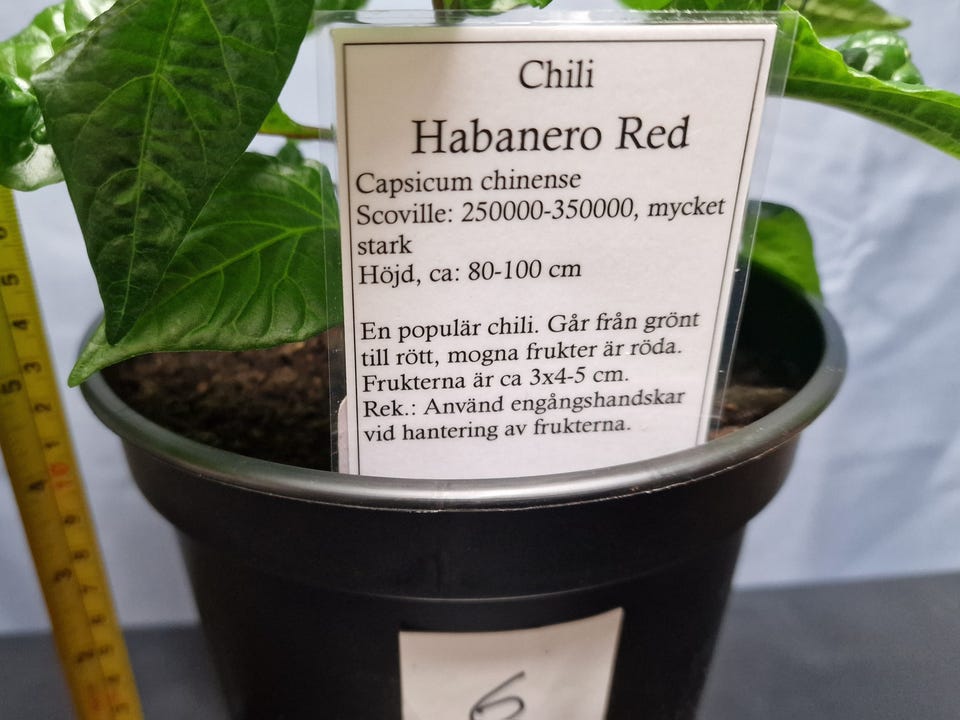 Chili
Habanero Red
Capsicum chinense
Scoville: 250000-350000, mycket
stark
Höjd, ca: 80-100 cm
En populär chili. Går från grönt
till rött, mogna frukter är röda.
Frukterna är ca 3x4-5 cm.
Rek.: Använd engångshandskar
vid hantering av frukterna.
6